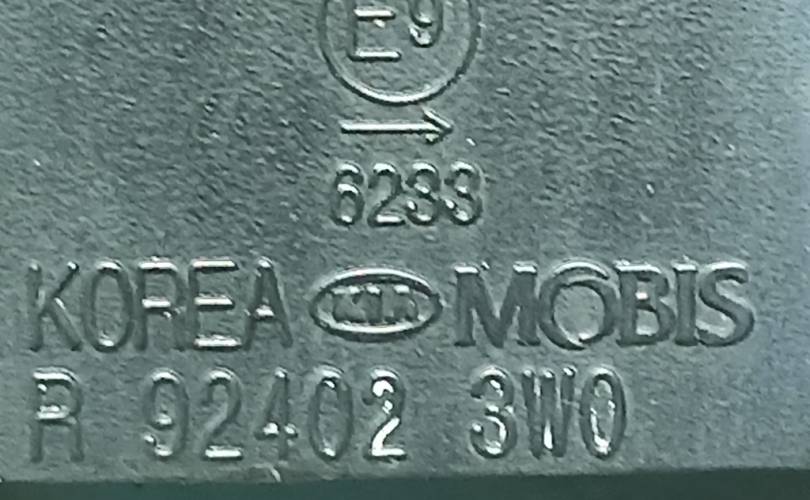 E9
6233
KOREA KIA MOBIS
R 92402 3W0